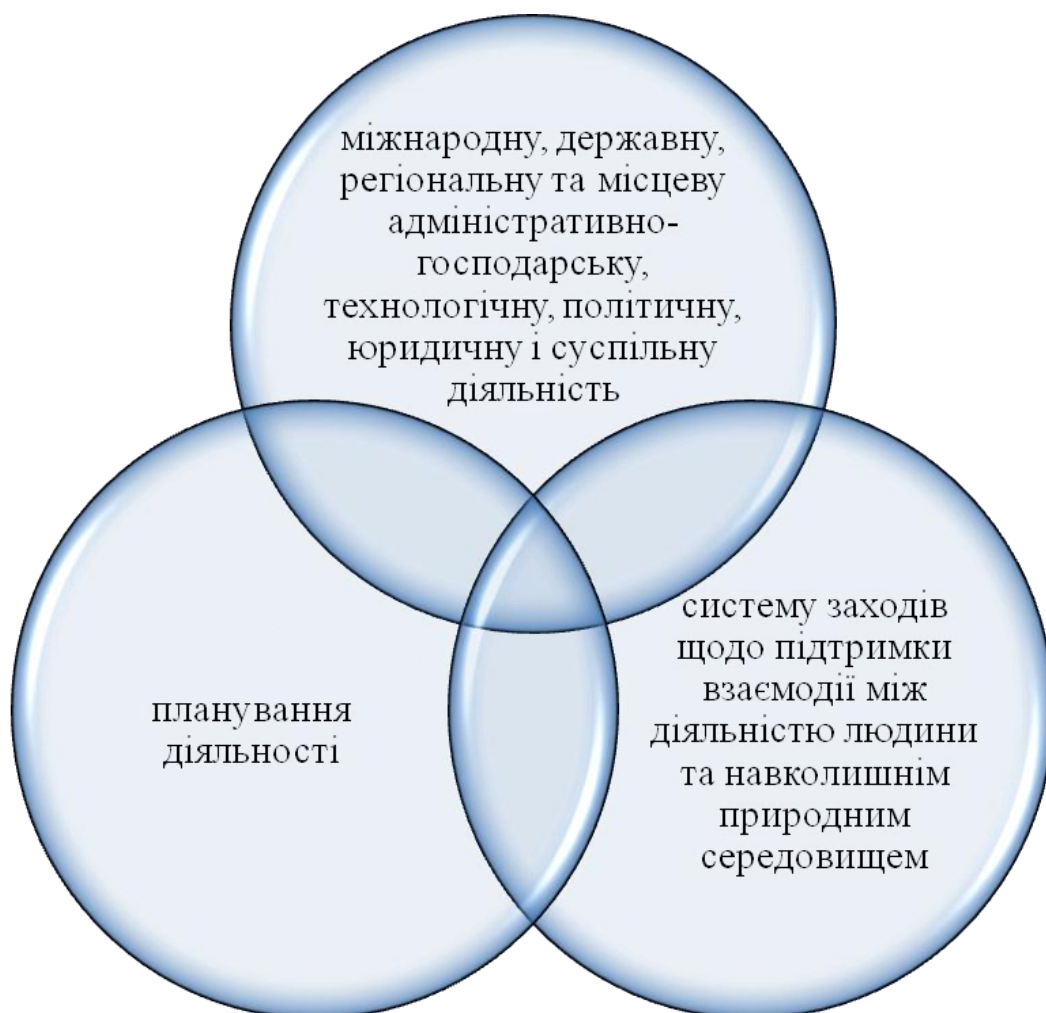 міжнародну, державну,
регіональну та місцеву
адміністративно-
господарську,
технологічну, політичну,
юридичну і суспільну
діяльність
планування
діяльності
систему заходів
щодо підтримки
взаємодії між
діяльністю людини
та навколишнім
природним
середовищем